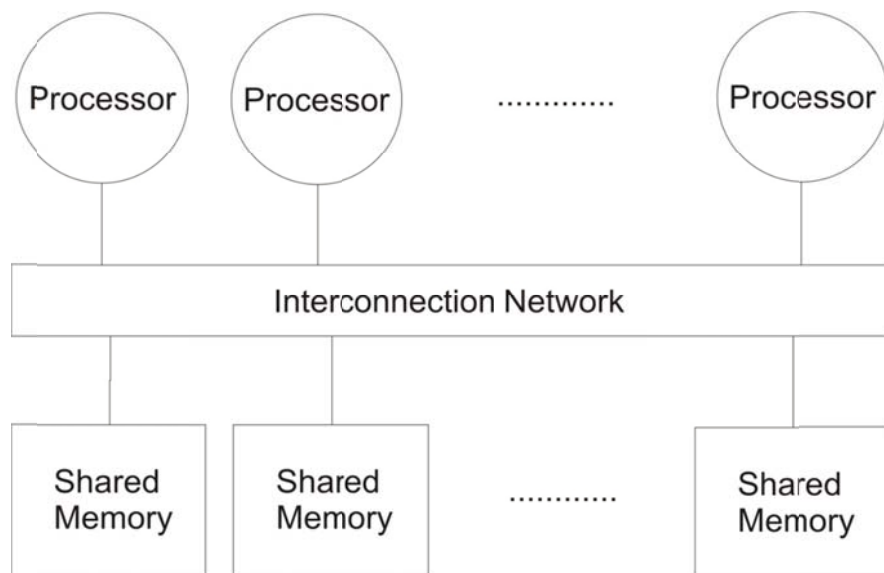 Processor
Processor
.............
Processor
Interconnection Network
Shared
Memory
Shared
Memory
............
Shared
Memory